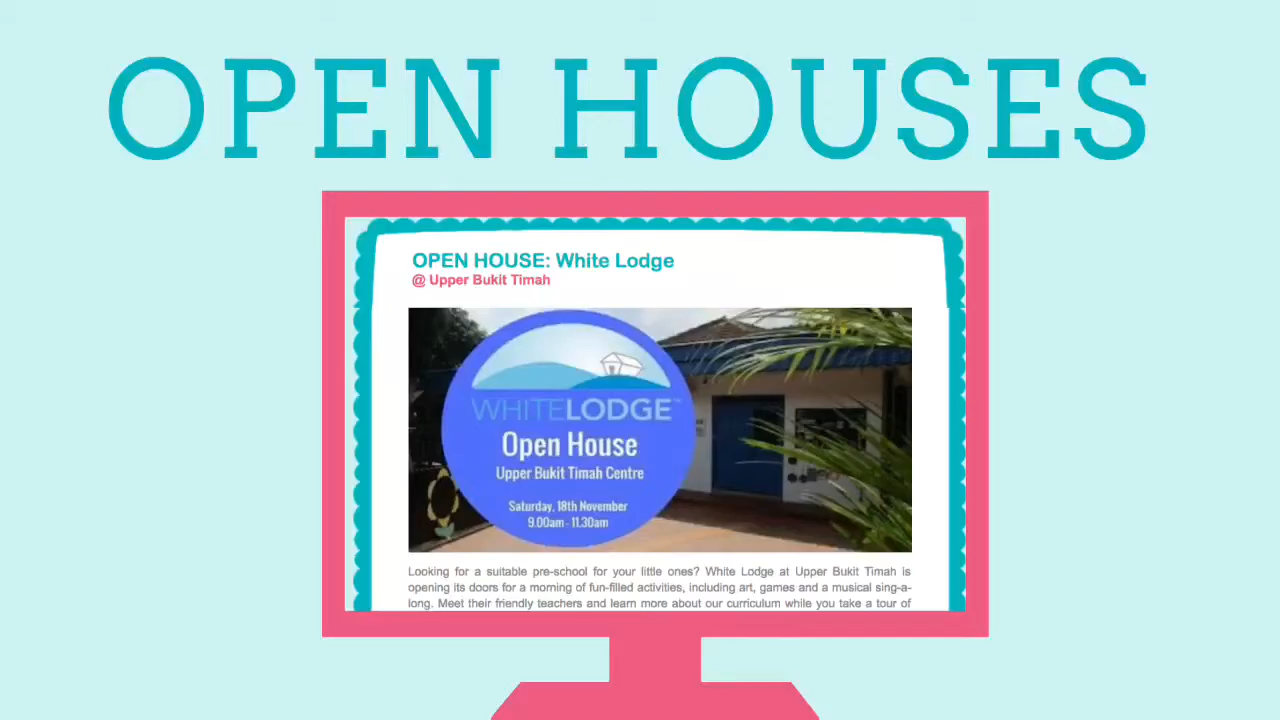 OPEN HOUSES
OPEN HOUSE: White Lodge
@ Upper Bukit Timah
WHITELODGE™
Open House
Upper Bukit Timah Centre
Saturday, 18th November
9.00am - 11.30am
Looking for a suitable pre-school for your little ones? White Lodge at Upper Bukit Timah is
opening its doors for a morning of fun-filled activities, including art, games and a musical sing-a-
long. Meet their friendly teachers and learn more about our curriculum while you take a tour of